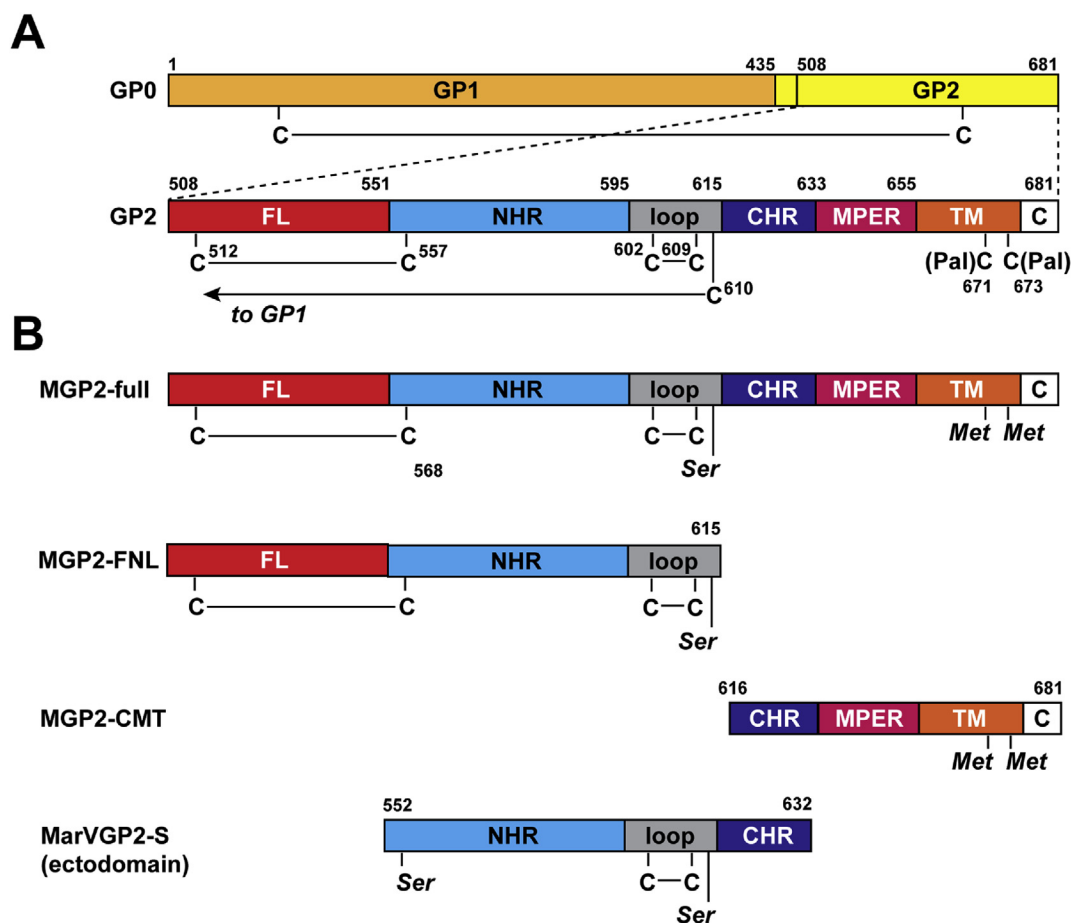 A
1 435 508 681
GP0 GP1 GP2
C C
508 551 595 615 633 655 681
GP2 FL NHR loop CHR MPER TM C
C 512 C 557 602 C 609 C (Pal)C C(Pal)
671 673
C 610
to GP1
B
MGP2-full FL NHR loop CHR MPER TM C
C C C C Met Met
568 Ser
615
MGP2-FNL FL NHR loop
C C C C
Ser
616 681
MGP2-CMT CHR MPER TM C
Met Met
552 632
MarVGP2-S NHR loop CHR
(ectodomain)
Ser C C
Ser